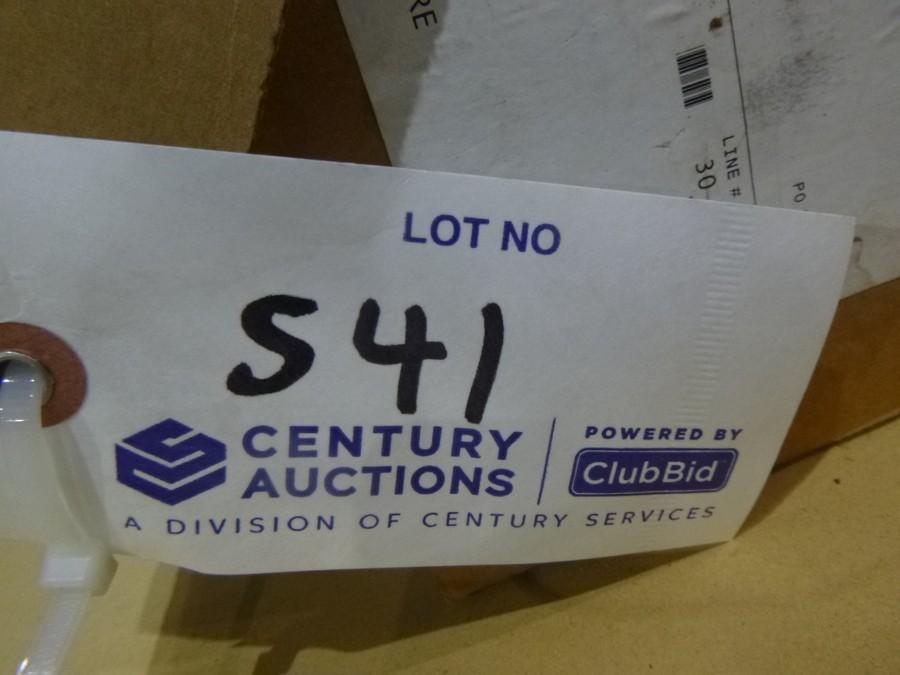 RE
LINE #
30
PO
LOT NO
S41
CENTURY
AUCTIONS
POWERED BY
ClubBid
A DIVISION OF CENTURY SERVICES